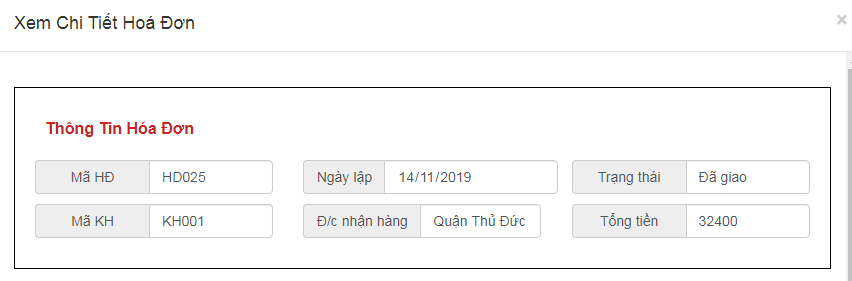 Xem Chi Tiết Hoá Đơn ×
Thông Tin Hóa Đơn
Mã HĐ HD025 Ngày lập 14/11/2019 Trạng thái Đã giao
Mã KH KH001 Đ/c nhận hàng Quận Thủ Đức Tổng tiền 32400